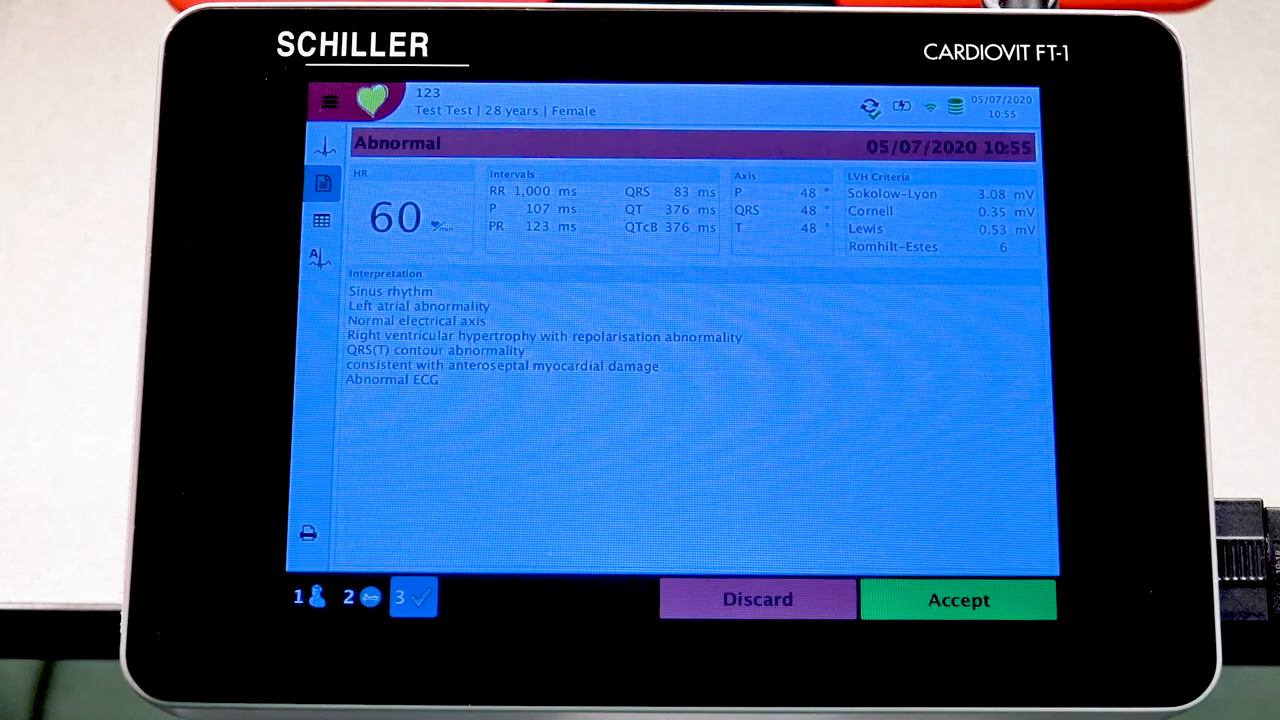 SCHILLER
CARDIOVIT FT-1
123
Test Test | 28 years | Female
05/07/2020
10:55
Abnormal
05/07/2020 10:55
HR
60
Intervals
RR 1,000 ms QRS 83 ms
P 107 ms QT 376 ms
PR 123 ms QTcB 376 ms
Axis
P 48 °
QRS 48 °
T 48 °
LVH Criteria
Sokolow-Lyon 3.08 mV
Cornell 0.35 mV
Lewis 0.53 mV
Romhilt-Estes 6
Interpretation
Sinus rhythm
Left atrial abnormality
Normal electrical axis
Right ventricular hypertrophy with repolarisation abnormality
QRS(T) contour abnormality
consistent with anteroseptal myocardial damage
Abnormal ECG
1 2 3
Discard
Accept